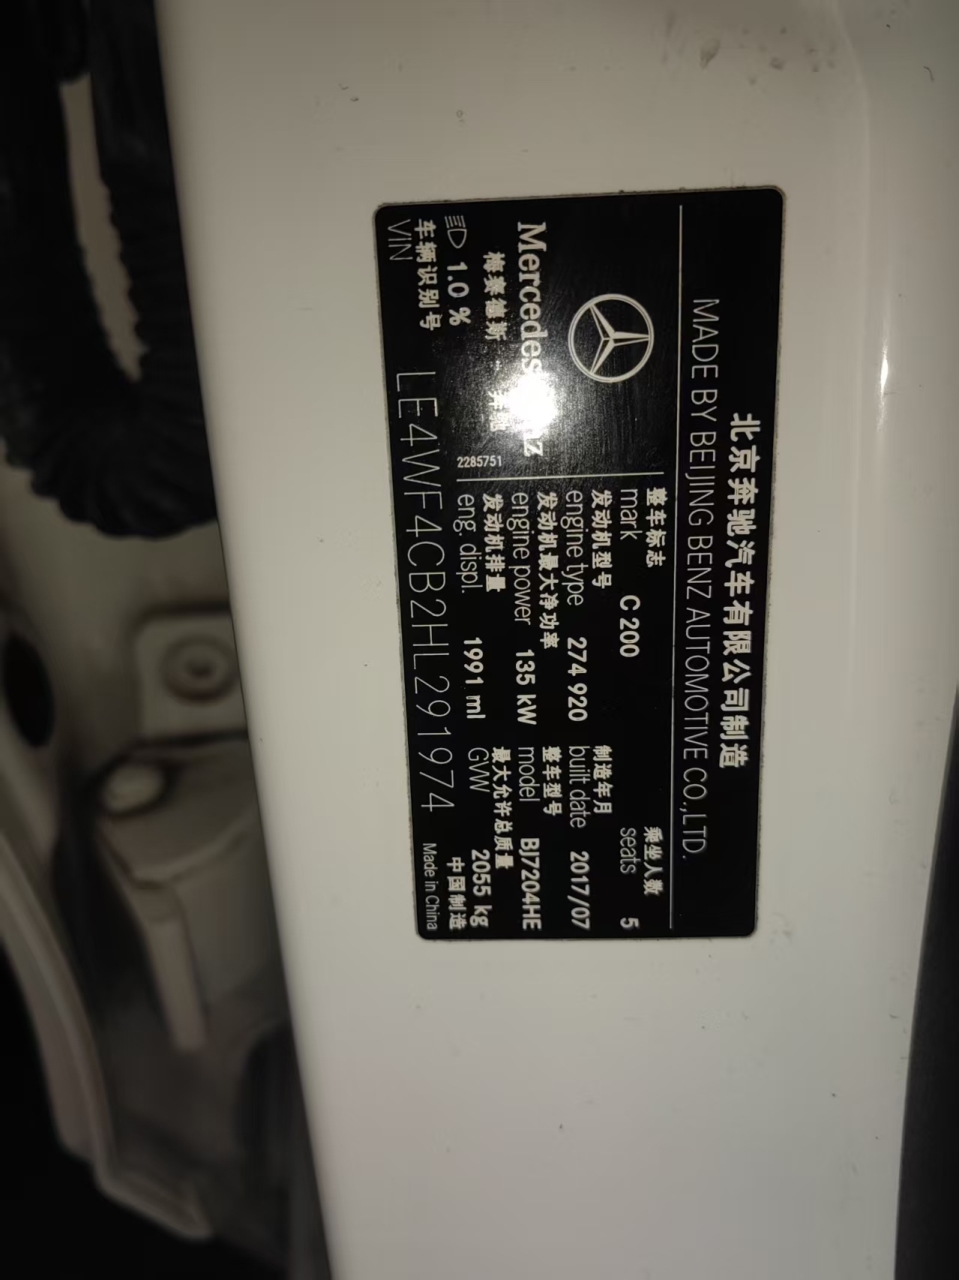 北京奔驰汽车有限公司制造
MADE BY BEIJING BENZ AUTOMOTIVE CO.,LTD.
整车标志
mark C 200
乘坐人数
seats 5
发动机型号
engine type 274 920
制造年月
built date 2017/07
发动机最大净功率
engine power 135 kW
整车型号
model BJ7204HE
发动机排量
eng. displ. 1991 ml
最大允许总质量
GVW 2055 kg
Mercedes
梅赛德斯 奔驰
2285751
1.0 %
车辆识别号
VIN LE4WF4CB2HL291974
中国制造
Made in China